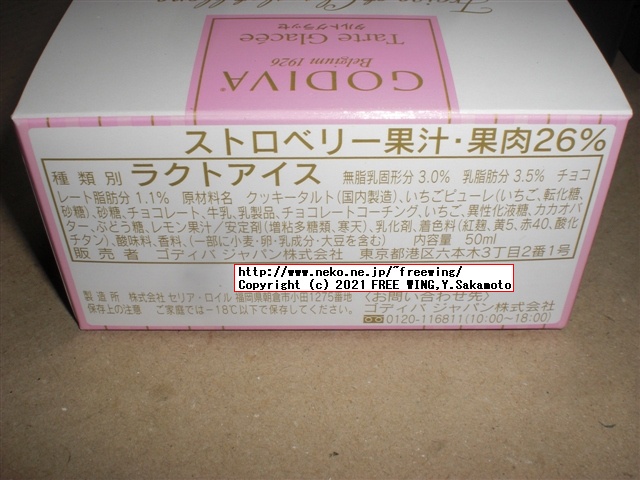 Fraise et Chocolat Blanc
タルトグラッセ
Tarte Glacée
Belgium 1926
GODIVA®
ストロベリー果汁・果肉26%
種類別 ラクトアイス 無脂乳固形分 3.0% 乳脂肪分 3.5% チョコ
レート脂肪分 1.1% 原材料名 クッキータルト(国内製造)、いちごピューレ(いちご、転化糖、
砂糖)、砂糖、チョコレート、牛乳、乳製品、チョコレートコーチング、いちご、異性化液糖、カカオバ
ター、ぶどう糖、レモン果汁/安定剤(増粘多糖類、寒天)、乳化剤、着色料(紅麹、黄5、赤40、酸化
チタン)、酸味料、香料、(一部に小麦・卵・乳成分・大豆を含む) 内容量 50ml
販売者 ゴディバ ジャパン株式会社 東京都港区六本木3丁目2番1号
http://www.neko.ne.jp/~freewing/
Copyright (c) 2021 FREE WING,Y.Sakamoto
製造所 株式会社 セリア・ロイル 福岡県朝倉市小田1275番地
保存上の注意 ご家庭では−18℃以下で保存してください。
〈お問い合わせ先〉
ゴディバ ジャパン株式会社
0120-116811(10:00~18:00)